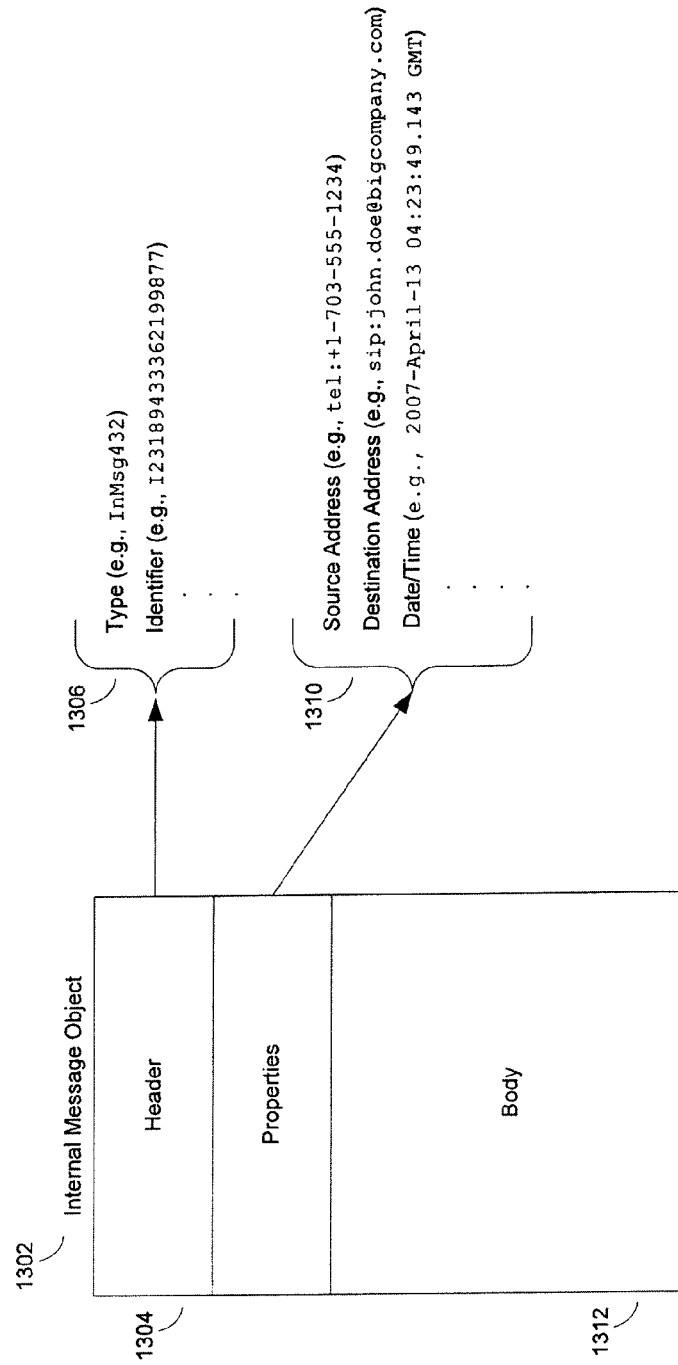 1302
Internal Message Object
1304
Header
Properties
Body
1312
1306
Type (e.g., InMsg432)
Identifier (e.g., I2318943336219​9877)
. . .
1310
Source Address (e.g., tel:+1-703-555-1234)
Destination Address (e.g., sip:john.doe@bigcompany.com)
Date/Time (e.g., 2007-April-13 04:23:49.143 GMT)
. . . .